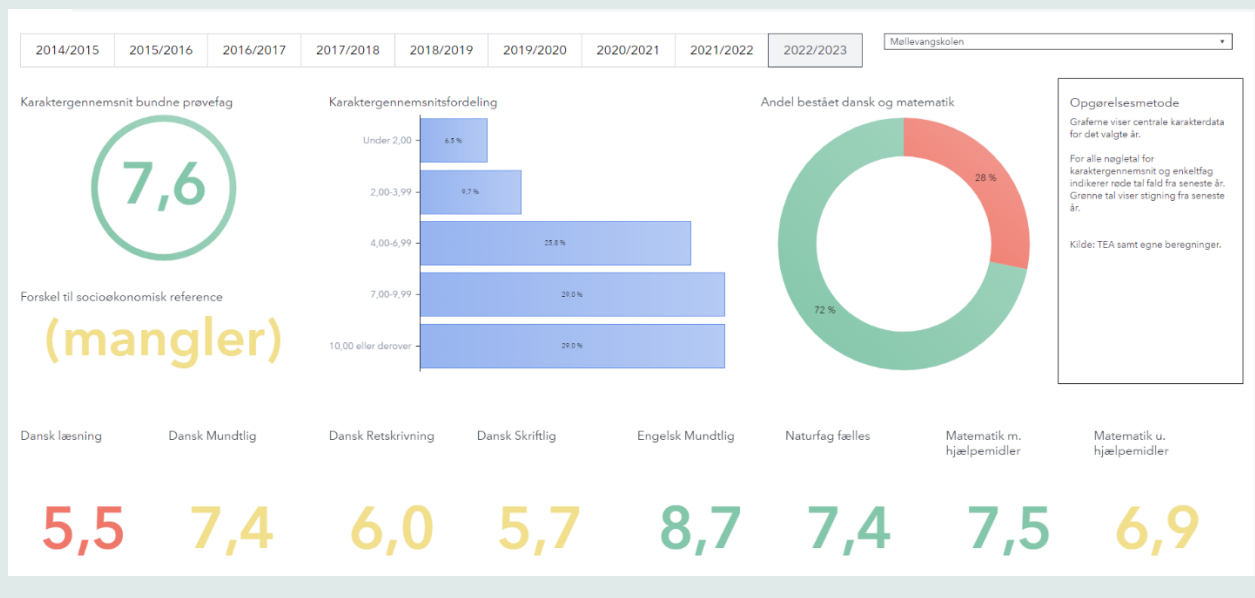 2014/2015 2015/2016 2016/2017 2017/2018 2018/2019 2019/2020 2020/2021 2021/2022 2022/2023
Møllevangskolen
Karaktergennemsnit bundne prøvefag
7,6
Forskel til socioøkonomisk reference
(mangler)
Karaktergennemsnitsfordeling
Under 2,00 6,5 %
2,00-3,99 9,7 %
4,00-6,99 25,8 %
7,00-9,99 29,0 %
10,00 eller derover 29,0 %
Andel bestået dansk og matematik
28 %
72 %
Opgørelsesmetode
Graferne viser centrale karakterdata
for det valgte år.
For alle nøgletal for
karaktergennemsnit og enkeltfag
indikerer røde tal fald fra seneste år.
Grønne tal viser stigning fra seneste
år.
Kilde: TEA samt egne beregninger.
Dansk læsning
5,5
Dansk Mundtlig
7,4
Dansk Retskrivning
6,0
Dansk Skriftlig
5,7
Engelsk Mundtlig
8,7
Naturfag fælles
7,4
Matematik m.
hjælpemidler
7,5
Matematik u.
hjælpemidler
6,9